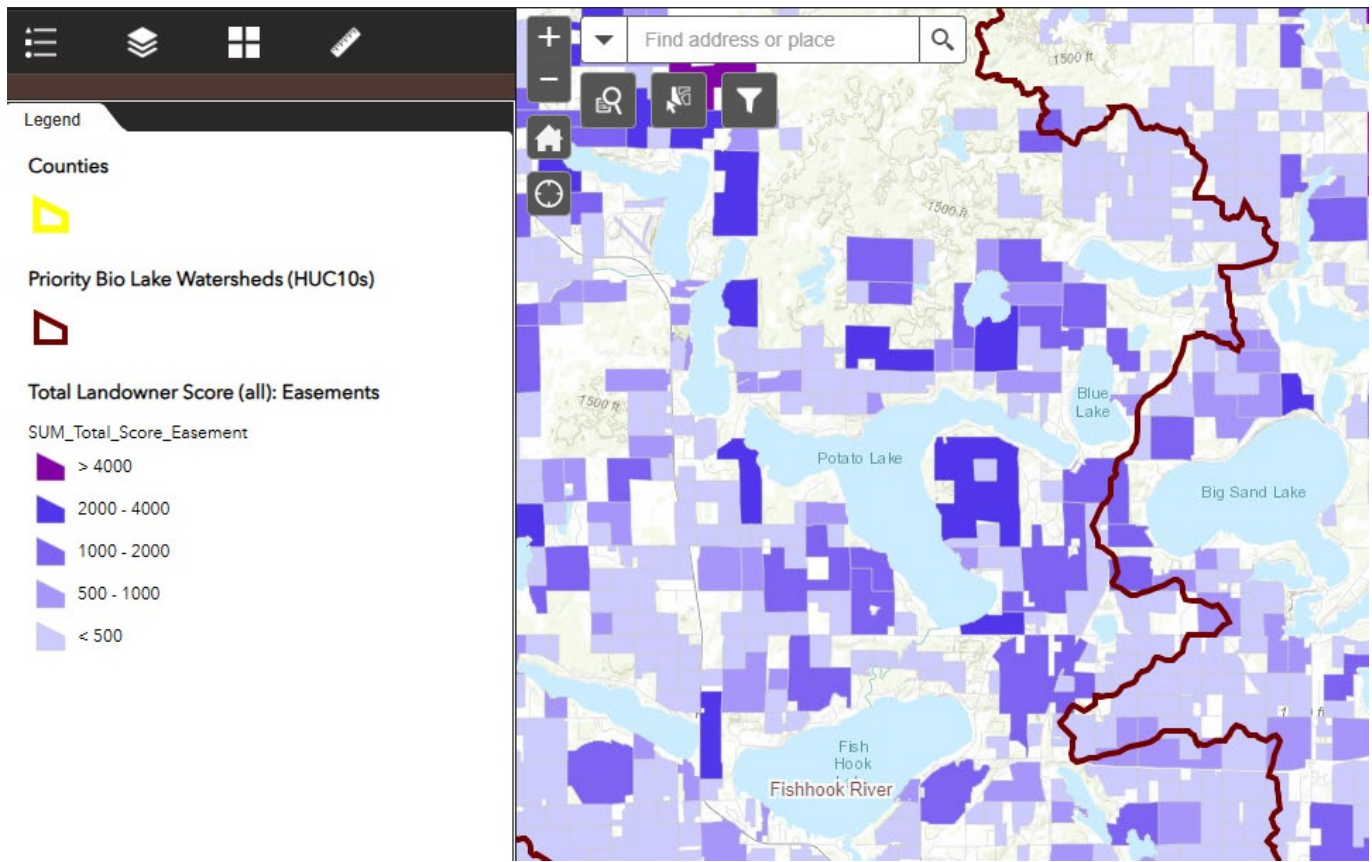 Find address or place
Legend
Counties
Priority Bio Lake Watersheds (HUC10s)
Total Landowner Score (all): Easements
SUM_Total_Score_Easement
> 4000
2000 - 4000
1000 - 2000
500 - 1000
< 500
1500 ft
1500 ft
1500 ft
Blue
Lake
Potato Lake
Big Sand Lake
Fish
Hook
Fishhook River